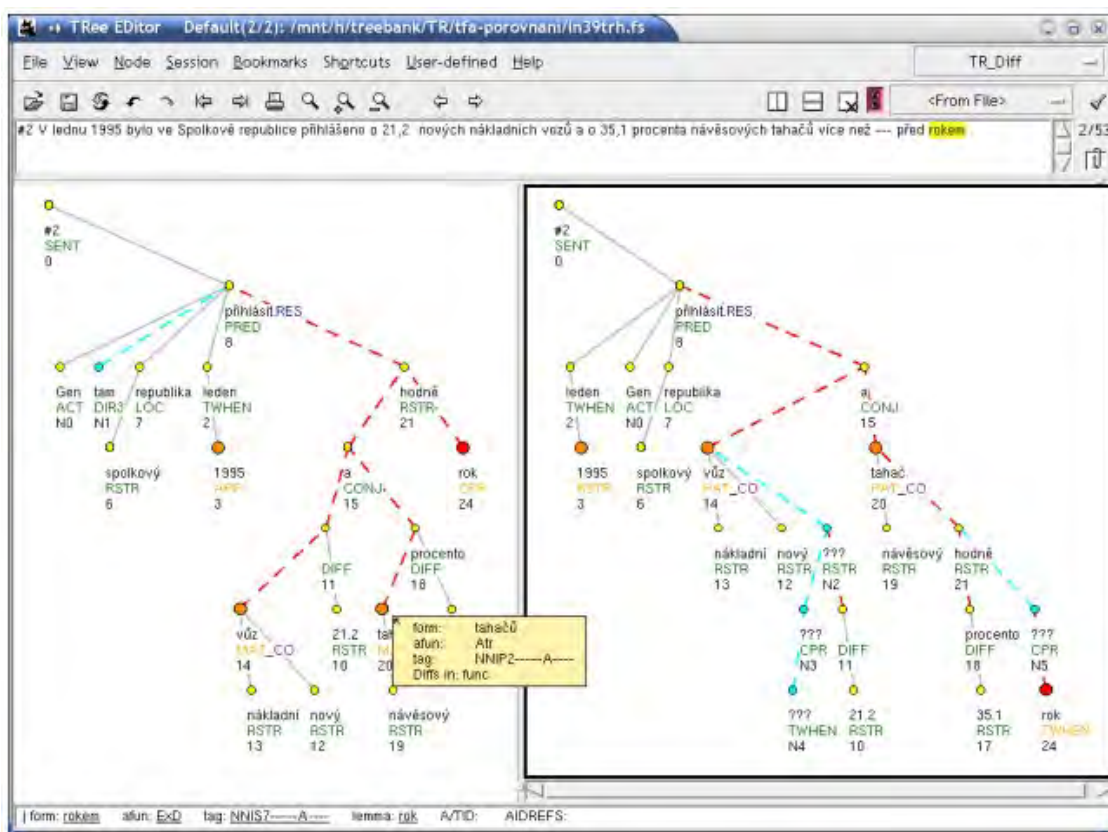 TRee EDitor Default(2/2): /mnt/h/treebank/TR/tfa-porovnani/ln39trh.fs
File View Node Session Bookmarks Shortcuts User-defined Help TR_Diff
<From File>
#2 V lednu 1995 bylo ve Spolkové republice přihlášeno o 21,2 nových nákladních vozů a o 35,1 procenta návěsových tahačů více než --- před rokem
2/53
#2
SENT
0
přihlásit.RES
PRED
8
Gen tam republika leden hodně
ACT DIR3 LOC TWHEN RSTR
N0 N1 7 2 21
spolkový 1995 a rok
RSTR 3 CONJ CPR
6 15 24
procento
DIFF DIFF
11 18
vůz 21.2
_CO RSTR
14 10 20
form: tahačů
afun: Atr
tag: NNIP2------A----
Diffs in: func
nákladní nový návěsový
RSTR RSTR RSTR
13 12 19
#2
SENT
0
přihlásit.RES
PRED
8
leden Gen republika a
TWHEN ACT LOC CONJ
2 N0 7 15
1995 spolkový vůz tahač
RSTR RSTR PAT_CO PAT_CO
3 6 14 20
nákladní nový ??? návěsový hodně
RSTR RSTR RSTR RSTR RSTR
13 12 N2 19 21
??? procento ???
CPR DIFF DIFF CPR
N3 11 18 N5
??? 21.2 35.1 rok
TWHEN RSTR RSTR TWHEN
N4 10 17 24
form: rokem afun: ExD tag: NNIS7------A---- lemma: rok A/TID: AIDREFS: